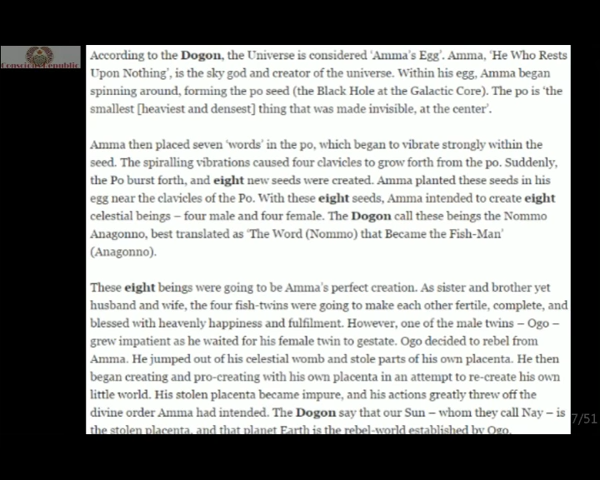 Conscious Republic
According to the Dogon, the Universe is considered 'Amma's Egg'. Amma, 'He Who Rests
Upon Nothing', is the sky god and creator of the universe. Within his egg, Amma began
spinning around, forming the po seed (the Black Hole at the Galactic Core). The po is 'the
smallest [heaviest and densest] thing that was made invisible, at the center'.
Amma then placed seven 'words' in the po, which began to vibrate strongly within the
seed. The spiralling vibrations caused four clavicles to grow forth from the po. Suddenly,
the Po burst forth, and eight new seeds were created. Amma planted these seeds in his
egg near the clavicles of the Po. With these eight seeds, Amma intended to create eight
celestial beings – four male and four female. The Dogon call these beings the Nommo
Anagonno, best translated as 'The Word (Nommo) that Became the Fish-Man'
(Anagonno).
These eight beings were going to be Amma's perfect creation. As sister and brother yet
husband and wife, the four fish-twins were going to make each other fertile, complete, and
blessed with heavenly happiness and fulfilment. However, one of the male twins – Ogo –
grew impatient as he waited for his female twin to gestate. Ogo decided to rebel from
Amma. He jumped out of his celestial womb and stole parts of his own placenta. He then
began creating and pro-creating with his own placenta in an attempt to re-create his own
little world. His stolen placenta became impure, and his actions greatly threw off the
divine order Amma had intended. The Dogon say that our Sun – whom they call Nay – is
the stolen placenta, and that planet Earth is the rebel-world established by Ogo.
7/51